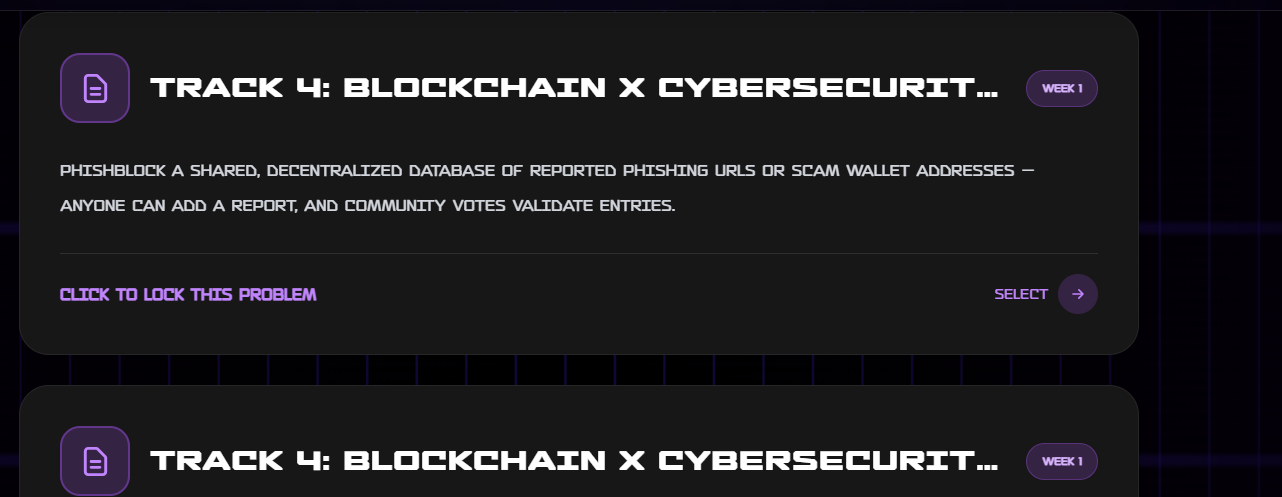 TRACK 4: BLOCKCHAIN X CYBERSECURIT...
WEEK 1
PHISHBLOCK A SHARED, DECENTRALIZED DATABASE OF REPORTED PHISHING URLS OR SCAM WALLET ADDRESSES —
ANYONE CAN ADD A REPORT, AND COMMUNITY VOTES VALIDATE ENTRIES.
CLICK TO LOCK THIS PROBLEM
SELECT
TRACK 4: BLOCKCHAIN X CYBERSECURIT...
WEEK 1